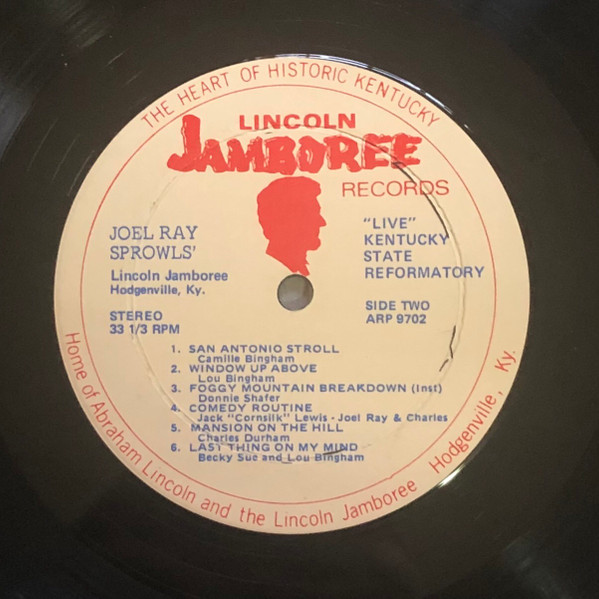 THE HEART OF HISTORIC KENTUCKY
LINCOLN
JAMBOREE
RECORDS
JOEL RAY
SPROWLS'
Lincoln Jamboree
Hodgenville, Ky.
STEREO
33 1/3 RPM
"LIVE"
KENTUCKY
STATE
REFORMATORY
SIDE TWO
ARP 9702
1. SAN ANTONIO STROLL
Camille Bingham
2. WINDOW UP ABOVE
Lou Bingham
3. FOGGY MOUNTAIN BREAKDOWN (Inst)
Donnie Shafer
4. COMEDY ROUTINE
Jack "Cornsilk" Lewis - Joel Ray & Charles
5. MANSION ON THE HILL
Charles Durham
6. LAST THING ON MY MIND
Becky Sue and Lou Bingham
Home of Abraham Lincoln and the Lincoln Jamboree Hodgenville, Ky.